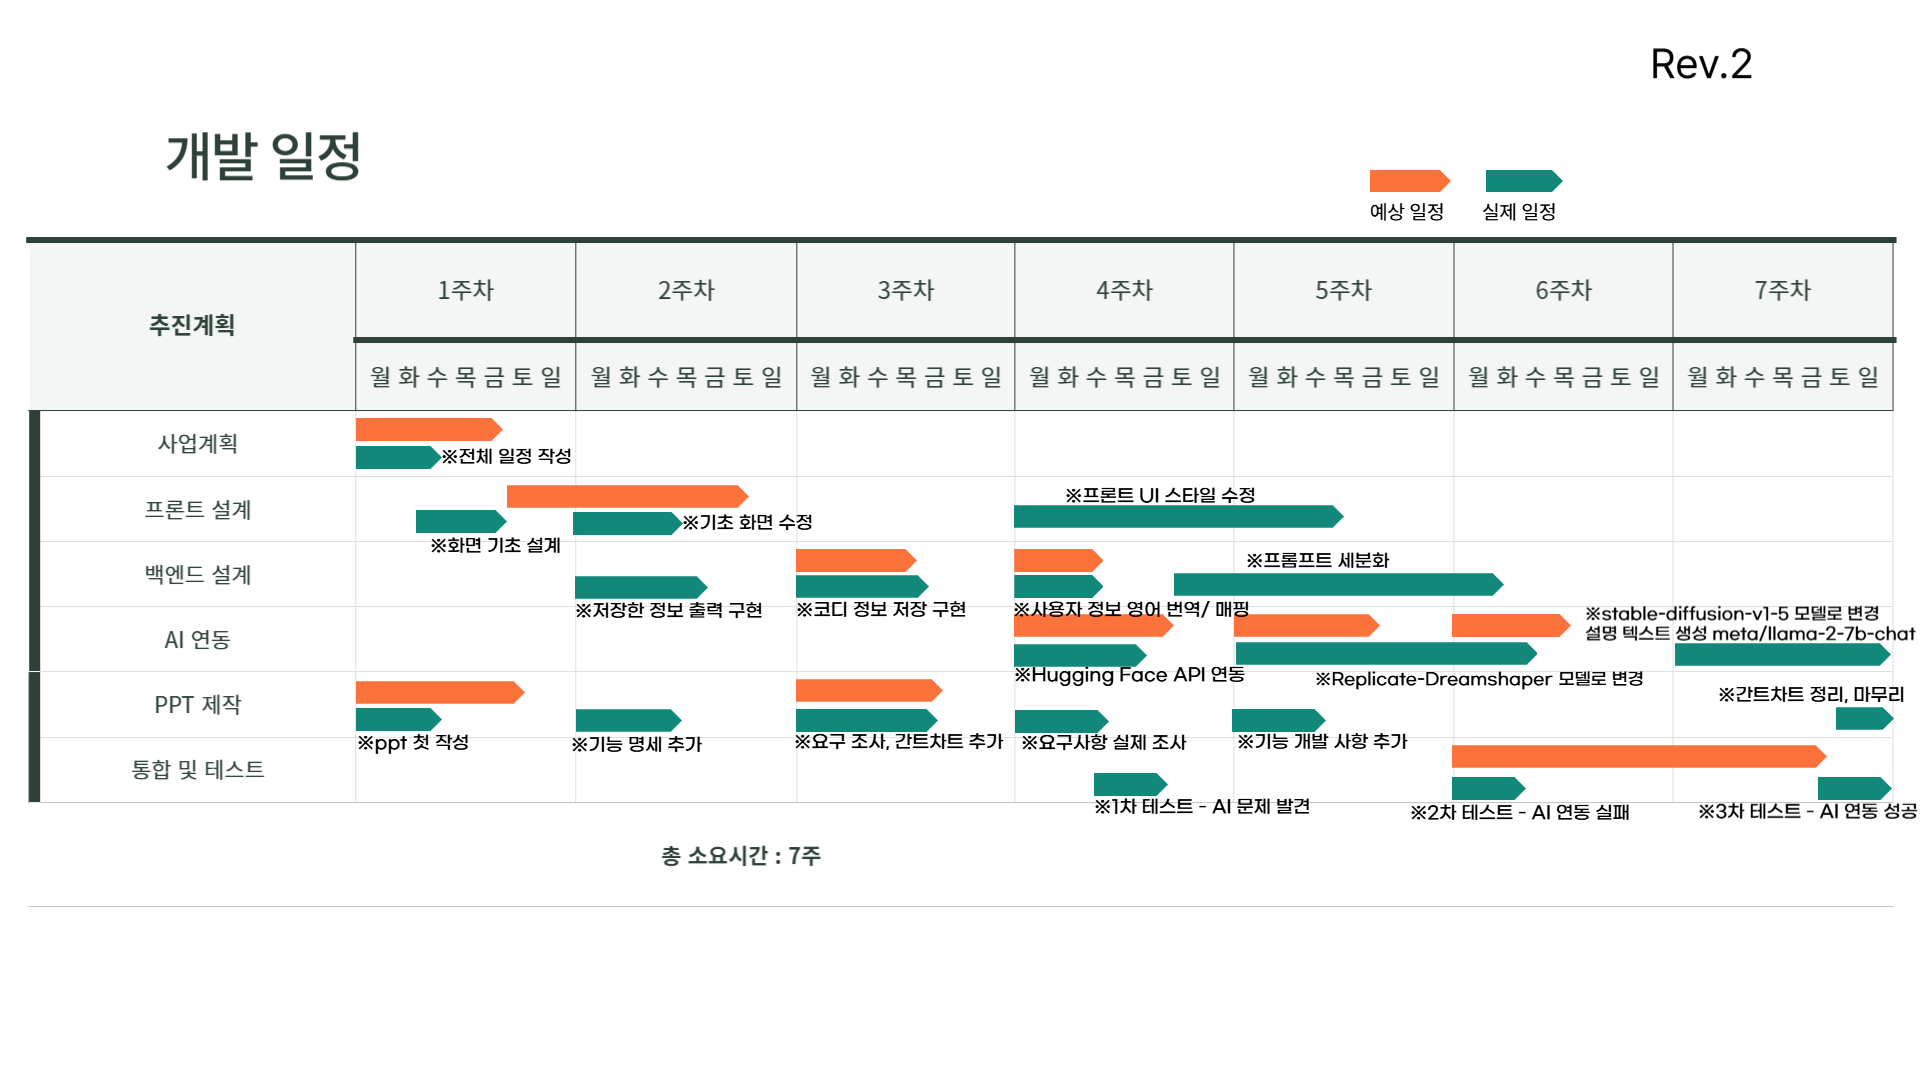 Rev.2
개발 일정
예상 일정
실제 일정
추진계획
1주차
2주차
3주차
4주차
5주차
6주차
7주차
월 화 수 목 금 토 일
월 화 수 목 금 토 일
월 화 수 목 금 토 일
월 화 수 목 금 토 일
월 화 수 목 금 토 일
월 화 수 목 금 토 일
월 화 수 목 금 토 일
사업계획
※전체 일정 작성
프론트 설계
※화면 기초 설계
※기초 화면 수정
※프론트 UI 스타일 수정
백엔드 설계
※저장한 정보 출력 구현
※코디 정보 저장 구현
※사용자 정보 영어 번역/ 매핑
※프롬프트 세분화
AI 연동
※Hugging Face API 연동
※Replicate-Dreamshaper 모델로 변경
※stable-diffusion-v1-5 모델로 변경
설명 텍스트 생성 meta/llama-2-7b-chat
PPT 제작
※ppt 첫 작성
※기능 명세 추가
※요구 조사, 간트차트 추가
※요구사항 실제 조사
※기능 개발 사항 추가
※간트차트 정리, 마무리
통합 및 테스트
※1차 테스트 - AI 문제 발견
※2차 테스트 - AI 연동 실패
※3차 테스트 - AI 연동 성공
총 소요시간 : 7주